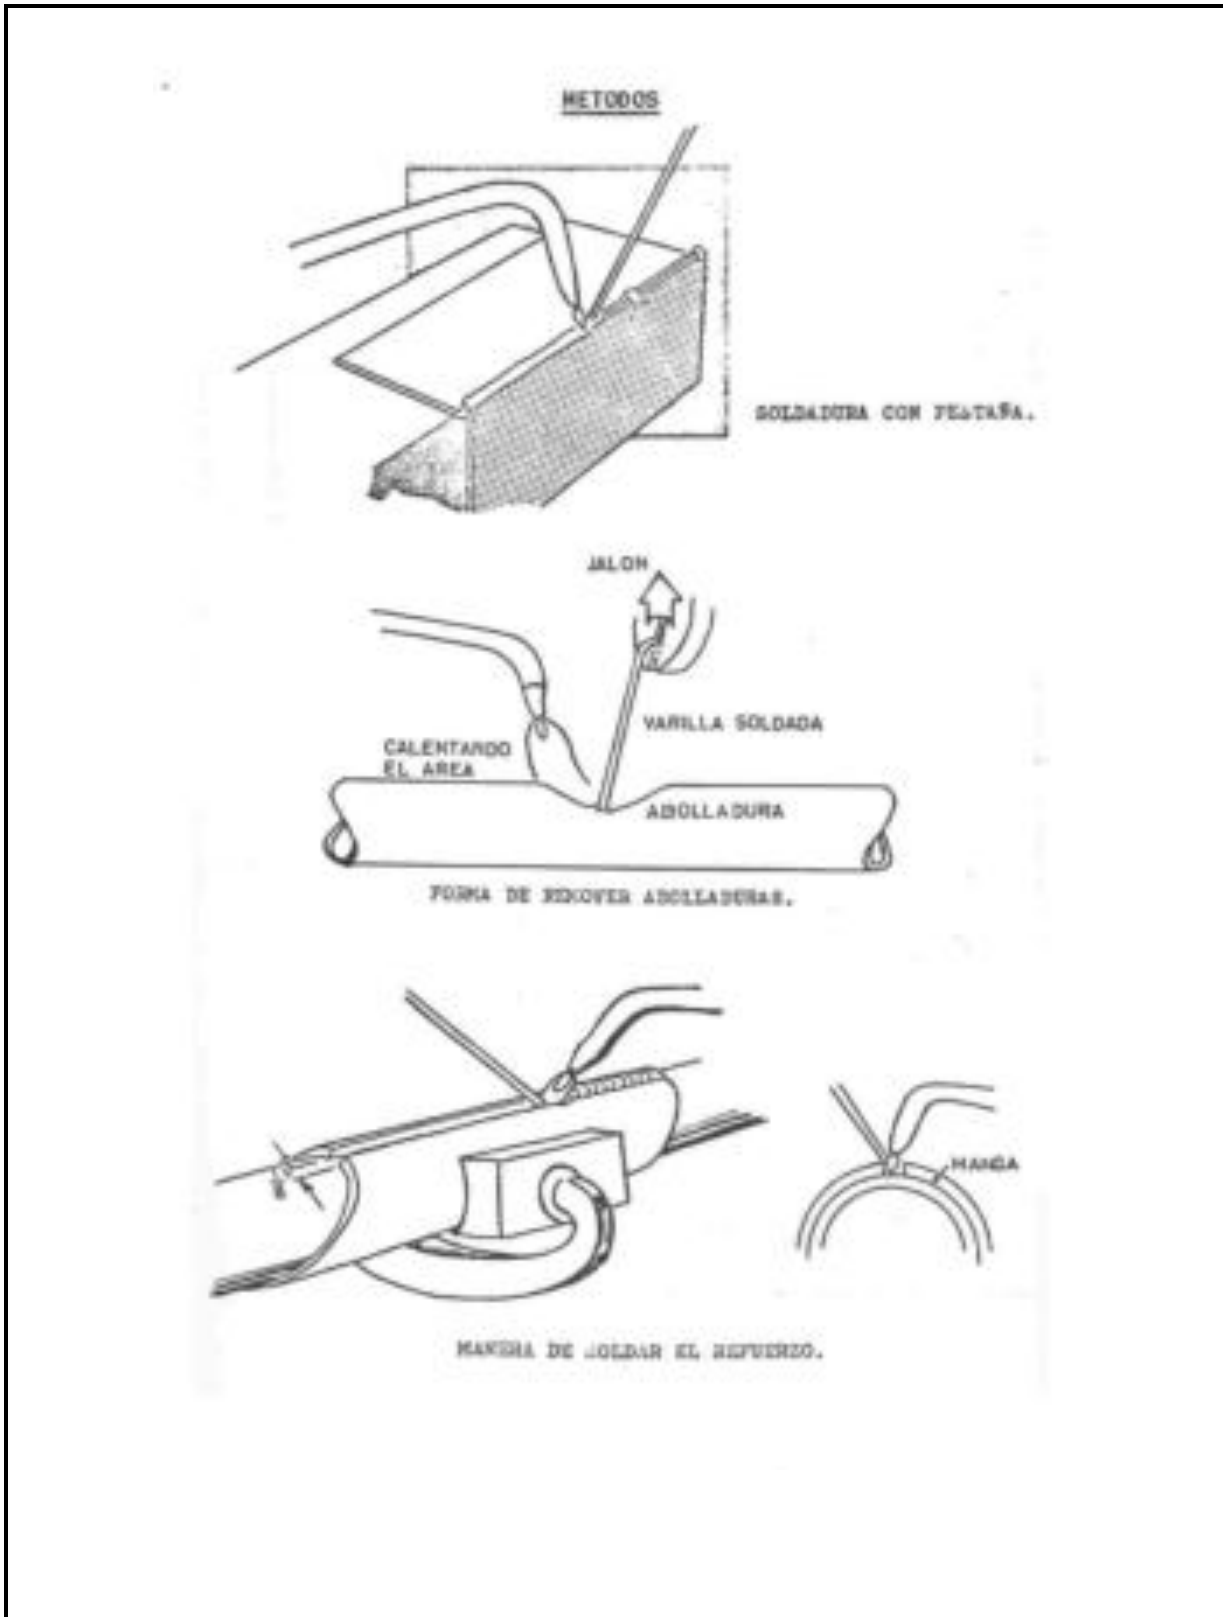 METODOS
SOLDADURA CON PESTAÑA.
JALON
VARILLA SOLDADA
CALENTANDO
EL AREA
ABOLLADURA
FORMA DE REMOVER ABOLLADURAS.
MANGA
MANERA DE SOLDAR EL REFUERZO.